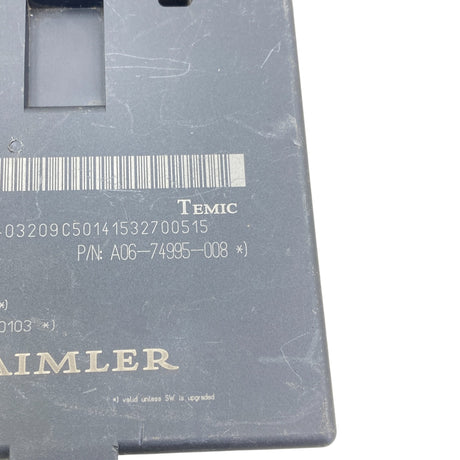 TEMIC
03209C50141532700515
P/N: A06-74995-008 *)
*)
0103 *)
AIMLER
*) valid unless SW is upgraded